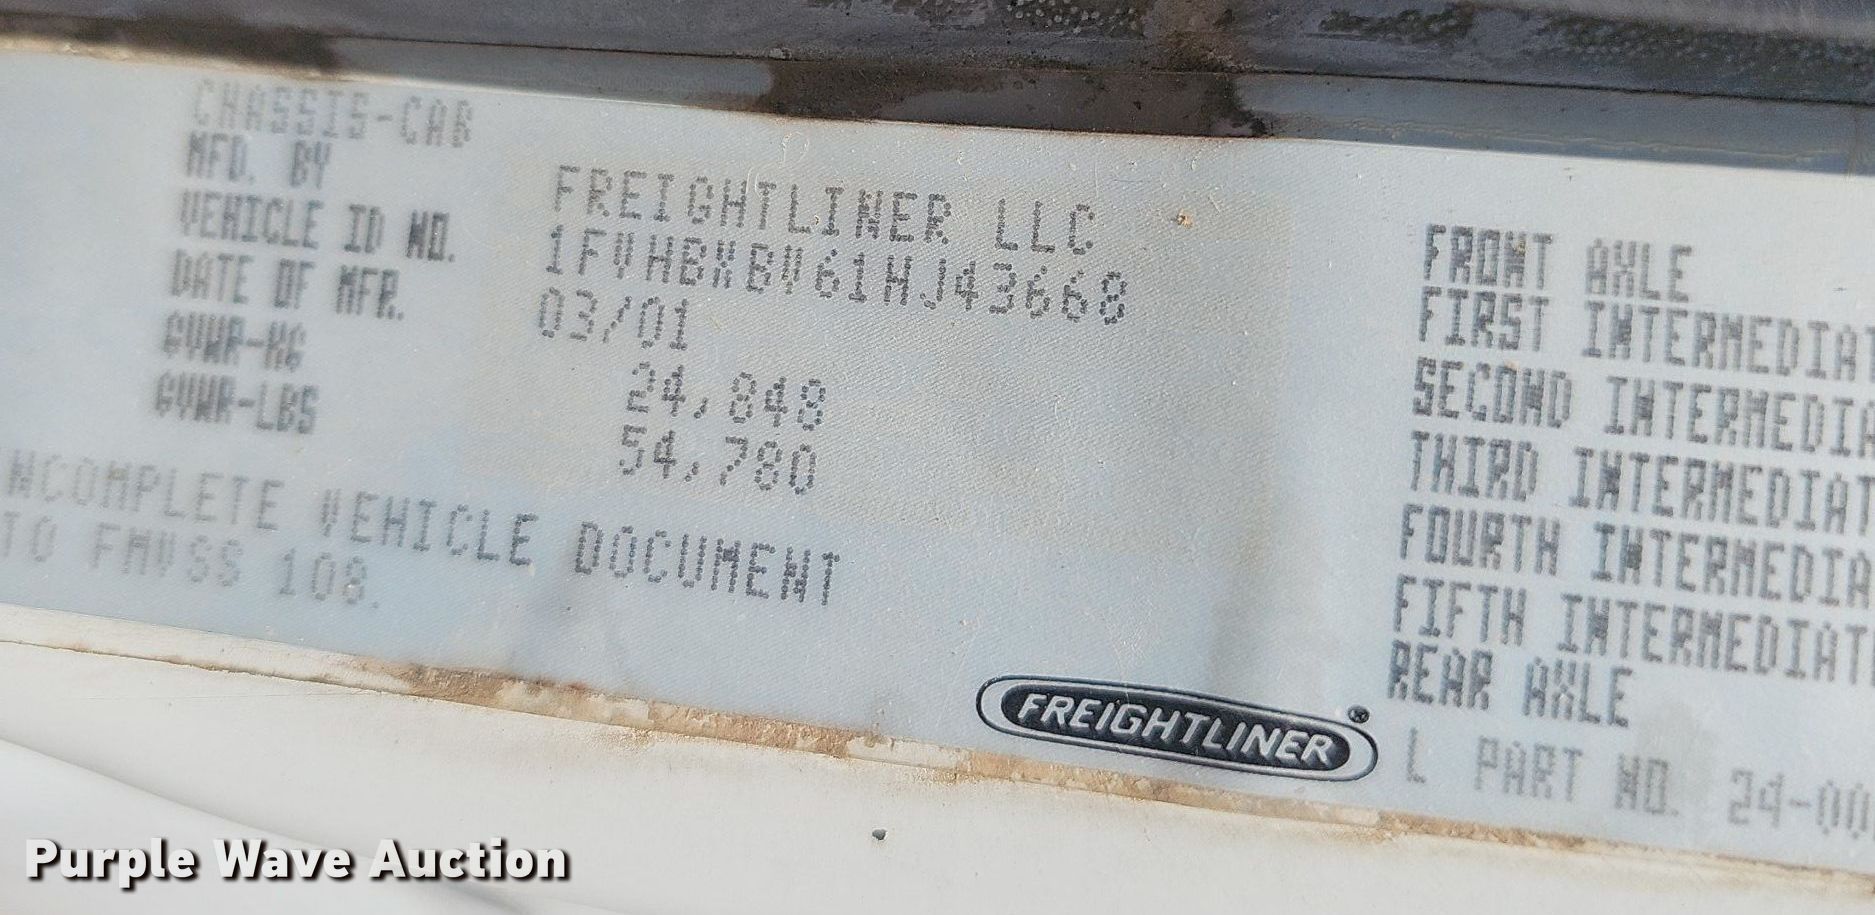 CHASSIS-CAB
MFD. BY FREIGHTLINER LLC
VEHICLE ID NO. 1FVHBXBV61HJ43668
DATE OF MFR. 03/01
GVWR-KG 24,848
GVWR-LBS 54,780
NCOMPLETE VEHICLE DOCUMENT
TO FMVSS 108.
FRONT AXLE
FIRST INTERMEDIAT
SECOND INTERMEDIA
THIRD INTERMEDIAT
FOURTH INTERMEDIA
FIFTH INTERMEDIAT
REAR AXLE
L PART NO. 24-00
FREIGHTLINER®
Purple Wave Auction